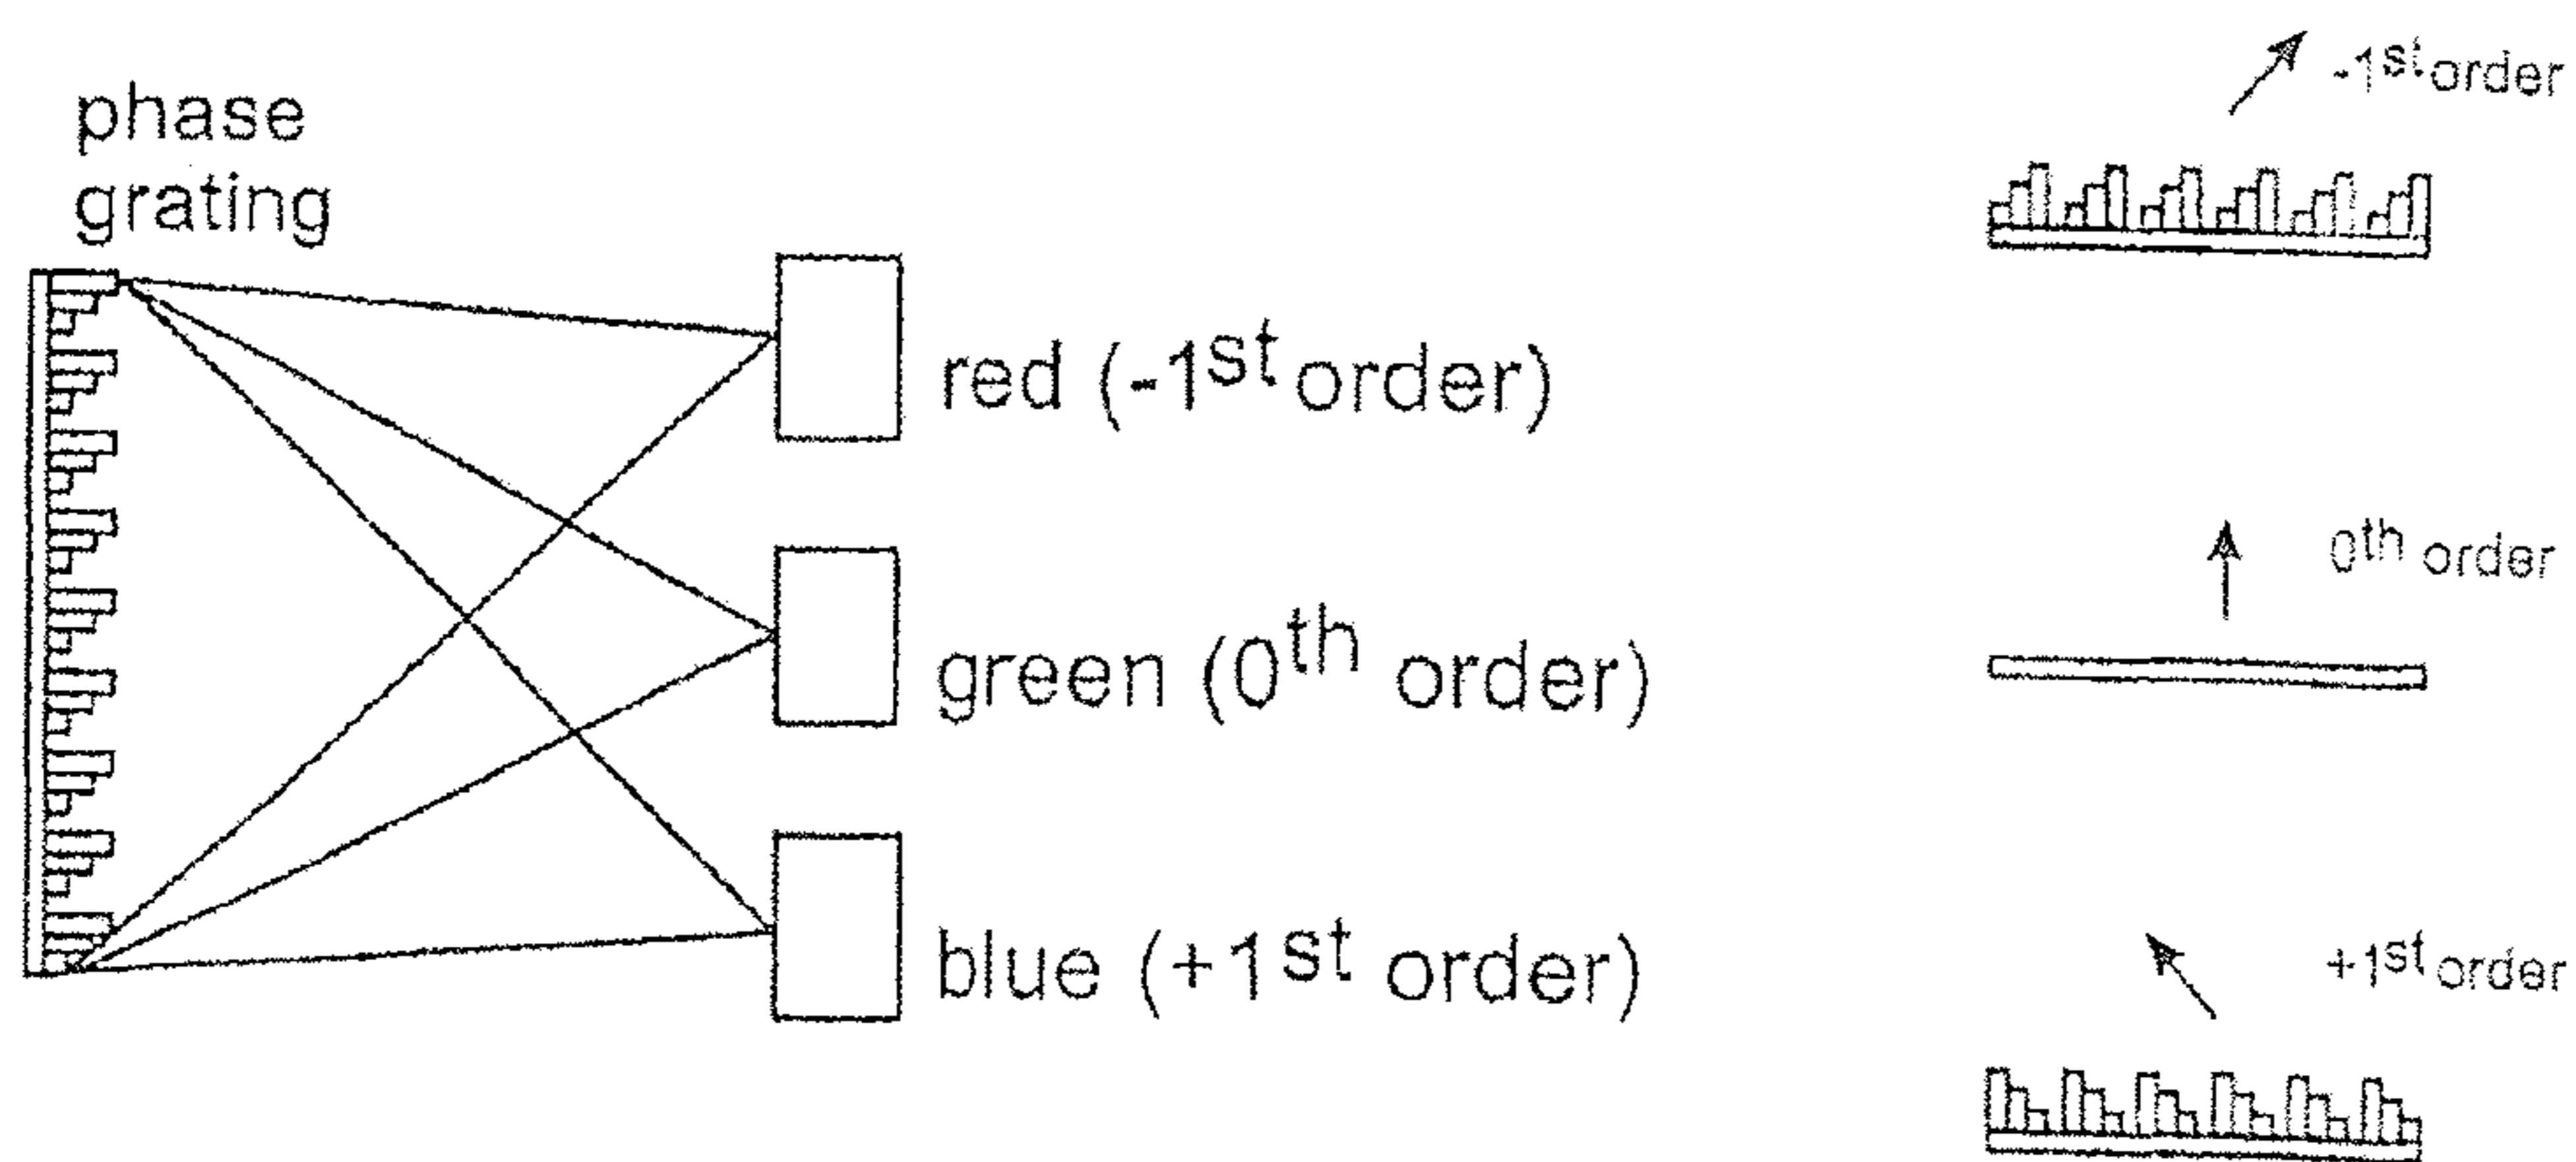 phase
grating
red (-1st order)
green (0th order)
blue (+1st order)
-1st order
0th order
+1st order